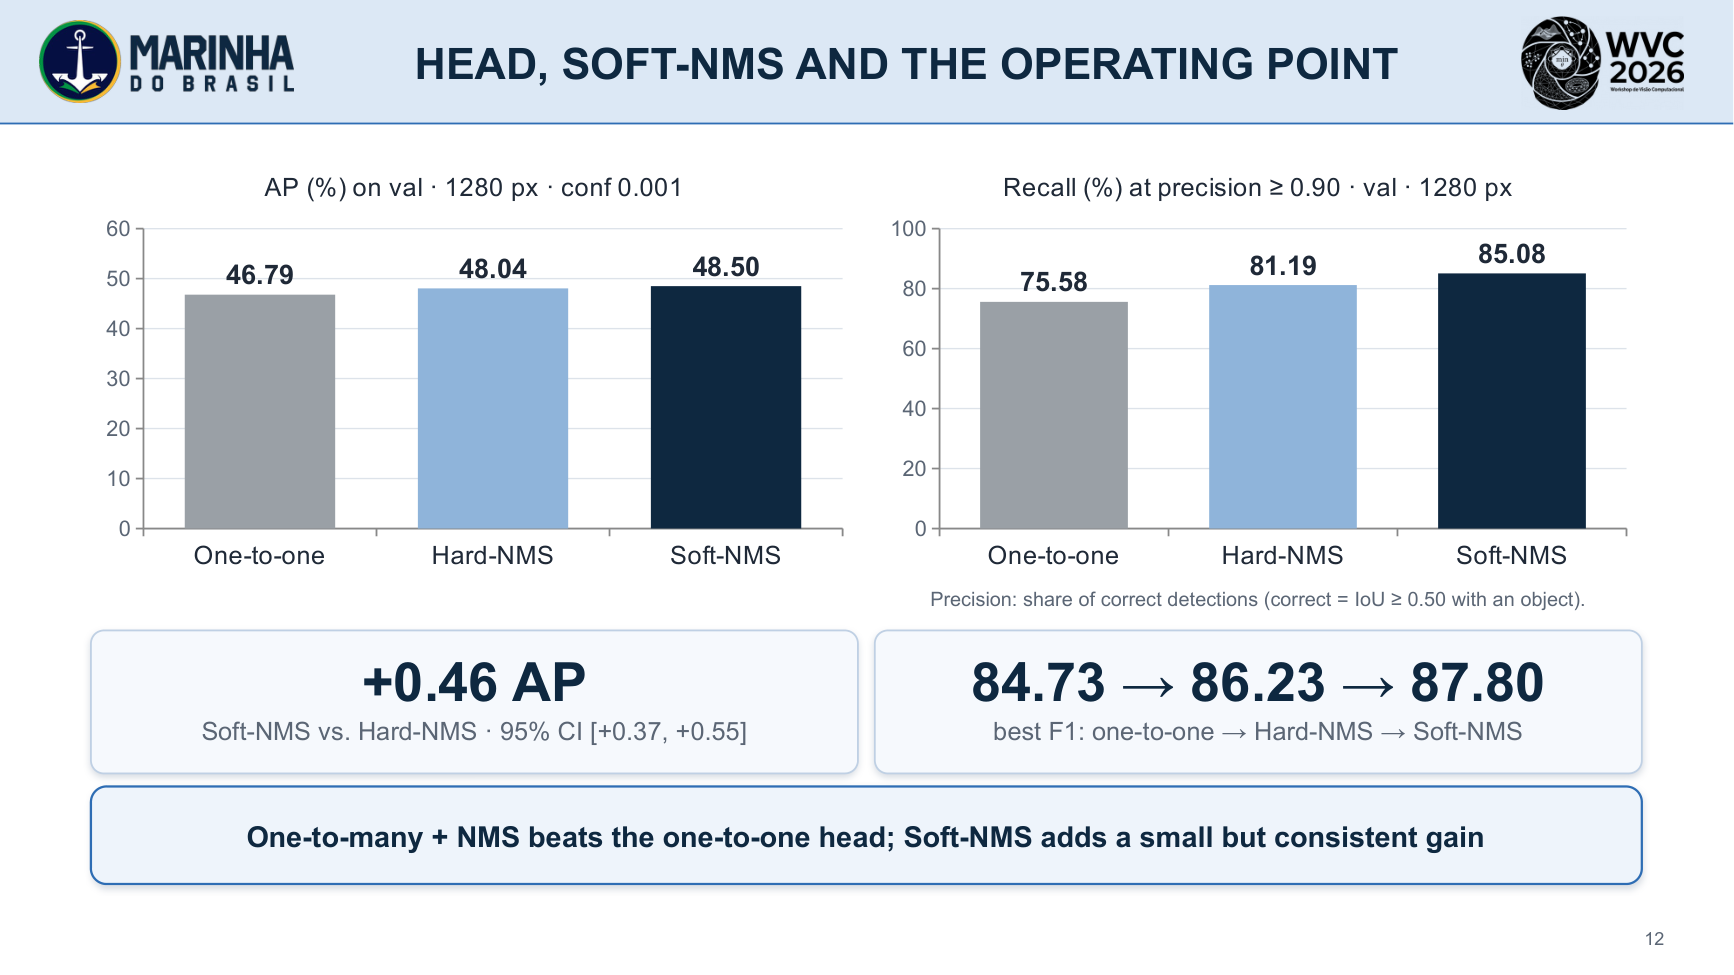 MARINHA
DO BRASIL
HEAD, SOFT-NMS AND THE OPERATING POINT
WVC
2026
Workshop de Visão Computacional
AP (%) on val · 1280 px · conf 0.001
60
50
40
30
20
10
0
46.79
48.04
48.50
One-to-one
Hard-NMS
Soft-NMS
Recall (%) at precision ≥ 0.90 · val · 1280 px
100
80
60
40
20
0
75.58
81.19
85.08
One-to-one
Hard-NMS
Soft-NMS
Precision: share of correct detections (correct = IoU ≥ 0.50 with an object).
+0.46 AP
Soft-NMS vs. Hard-NMS · 95% CI [+0.37, +0.55]
84.73 → 86.23 → 87.80
best F1: one-to-one → Hard-NMS → Soft-NMS
One-to-many + NMS beats the one-to-one head; Soft-NMS adds a small but consistent gain
12